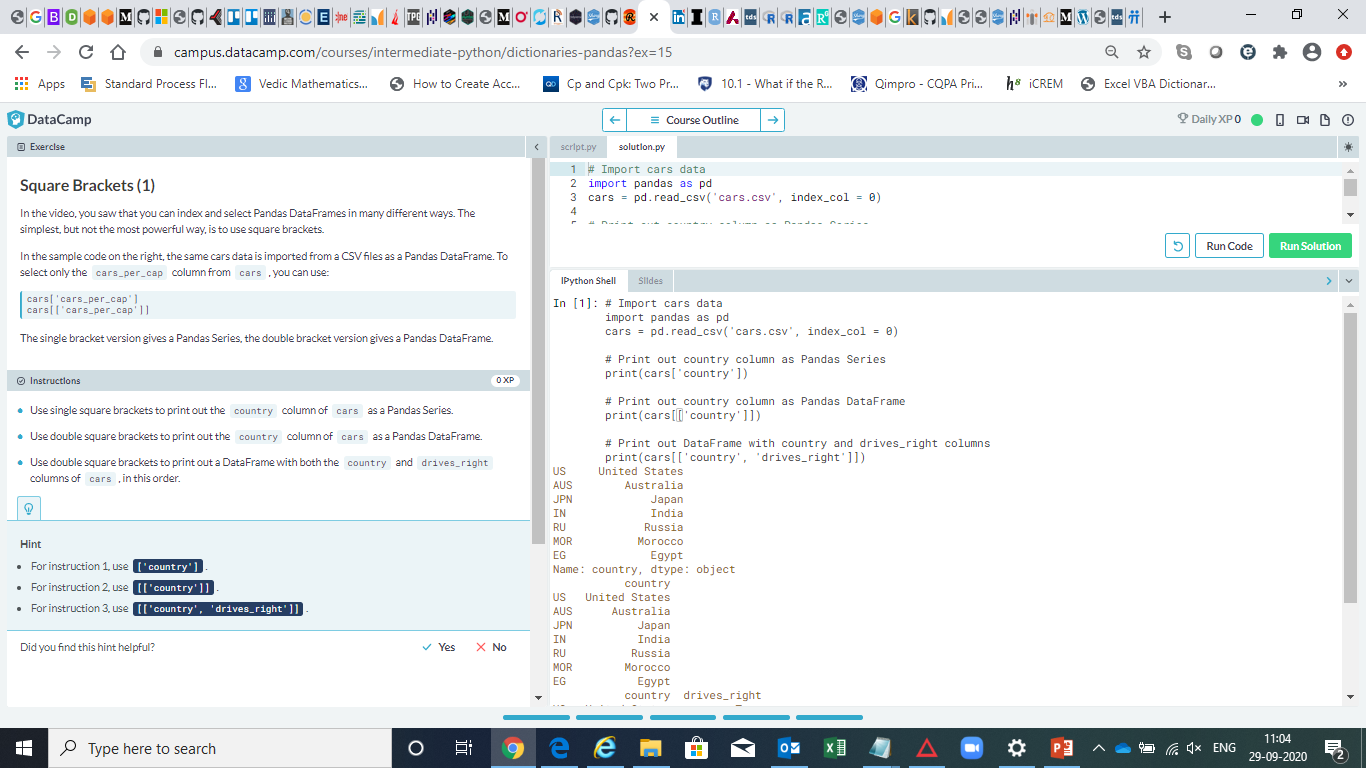 campus.datacamp.com/courses/intermediate-python/dictionaries-pandas?ex=15
Apps
Standard Process Fl...
Vedic Mathematics...
How to Create Acc...
Cp and Cpk: Two Pr...
10.1 - What if the R...
Qimpro - CQPA Pri...
iCREM
Excel VBA Dictionar...
DataCamp
Course Outline
Daily XP 0
Exercise
Square Brackets (1)
In the video, you saw that you can index and select Pandas DataFrames in many different ways. The
simplest, but not the most powerful way, is to use square brackets.
In the sample code on the right, the same cars data is imported from a CSV files as a Pandas DataFrame. To
select only the cars_per_cap column from cars , you can use:
cars['cars_per_cap']
cars[['cars_per_cap']]
The single bracket version gives a Pandas Series, the double bracket version gives a Pandas DataFrame.
Instructions
0 XP
Use single square brackets to print out the country column of cars as a Pandas Series.
Use double square brackets to print out the country column of cars as a Pandas DataFrame.
Use double square brackets to print out a DataFrame with both the country and drives_right
columns of cars , in this order.
Hint
For instruction 1, use ['country'] .
For instruction 2, use [['country']] .
For instruction 3, use [['country', 'drives_right']] .
Did you find this hint helpful?
Yes
No
script.py
solution.py
1 # Import cars data
2 import pandas as pd
3 cars = pd.read_csv('cars.csv', index_col = 0)
4
5 # Print out country column as Pandas Series
Run Code
Run Solution
IPython Shell
Slides
In [1]: # Import cars data
import pandas as pd
cars = pd.read_csv('cars.csv', index_col = 0)
# Print out country column as Pandas Series
print(cars['country'])
# Print out country column as Pandas DataFrame
print(cars[['country']])
# Print out DataFrame with country and drives_right columns
print(cars[['country', 'drives_right']])
US United States
AUS Australia
JPN Japan
IN India
RU Russia
MOR Morocco
EG Egypt
Name: country, dtype: object
country
US United States
AUS Australia
JPN Japan
IN India
RU Russia
MOR Morocco
EG Egypt
country drives_right
Type here to search
ENG
11:04
29-09-2020
2